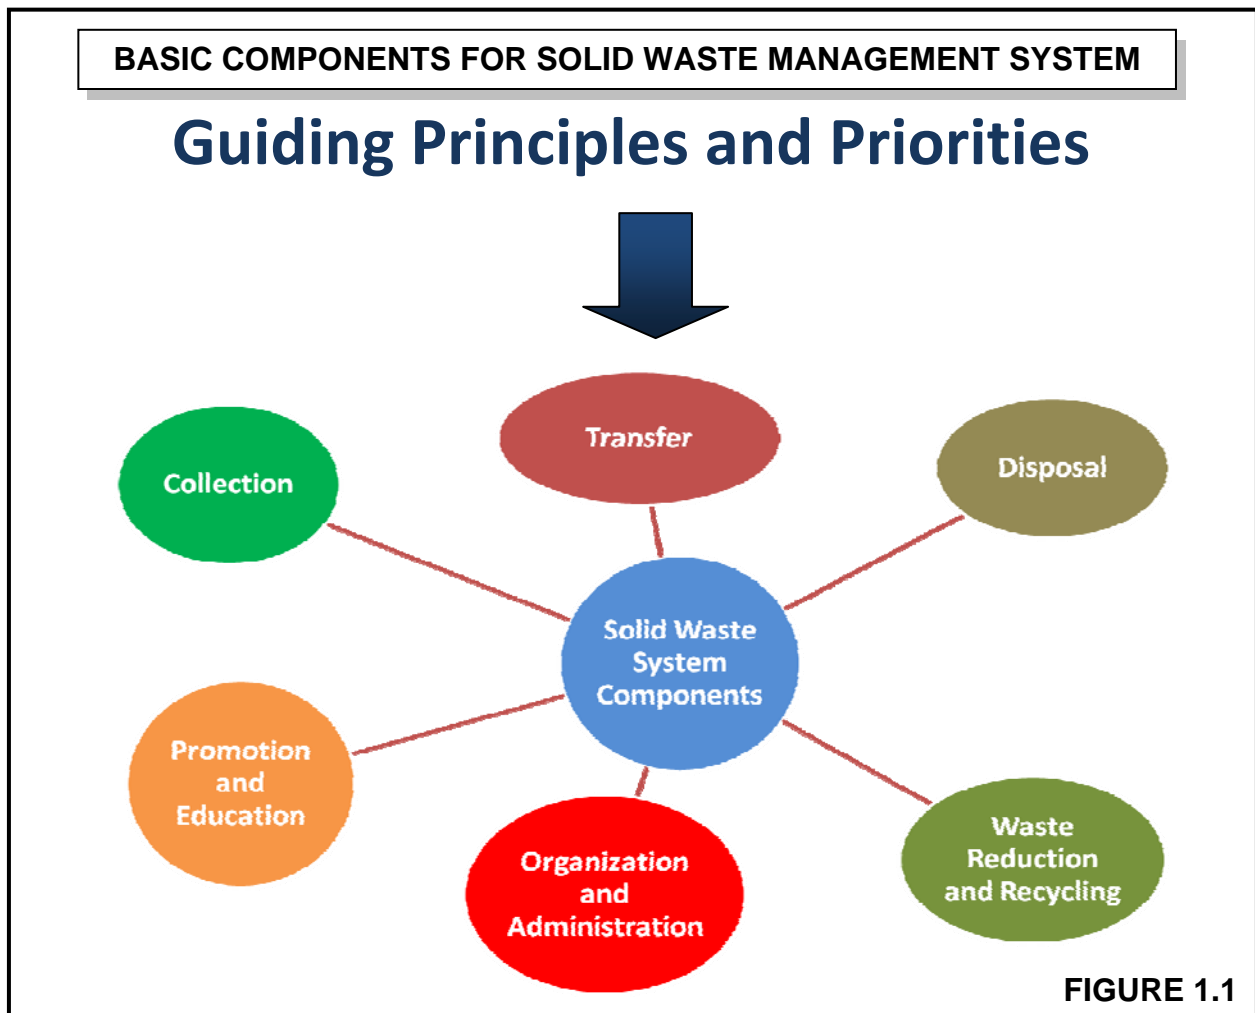 BASIC COMPONENTS FOR SOLID WASTE MANAGEMENT SYSTEM
Guiding Principles and Priorities
Transfer
Collection
Disposal
Solid Waste
System
Components
Promotion
and
Education
Organization
and
Administration
Waste
Reduction
and Recycling
FIGURE 1.1